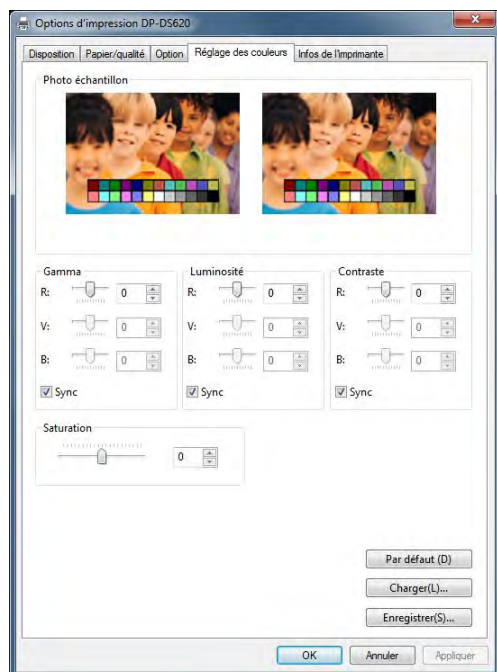 Options d'impression DP-DS620
Disposition Papier/qualité Option Réglage des couleurs Infos de l'imprimante
Photo échantillon
Gamma Luminosité Contraste
R: 0 R: 0 R: 0
V: 0 V: 0 V: 0
B: 0 B: 0 B: 0
Sync Sync Sync
Saturation
0
Par défaut (D)
Charger(L)...
Enregistrer(S)...
OK Annuler Appliquer